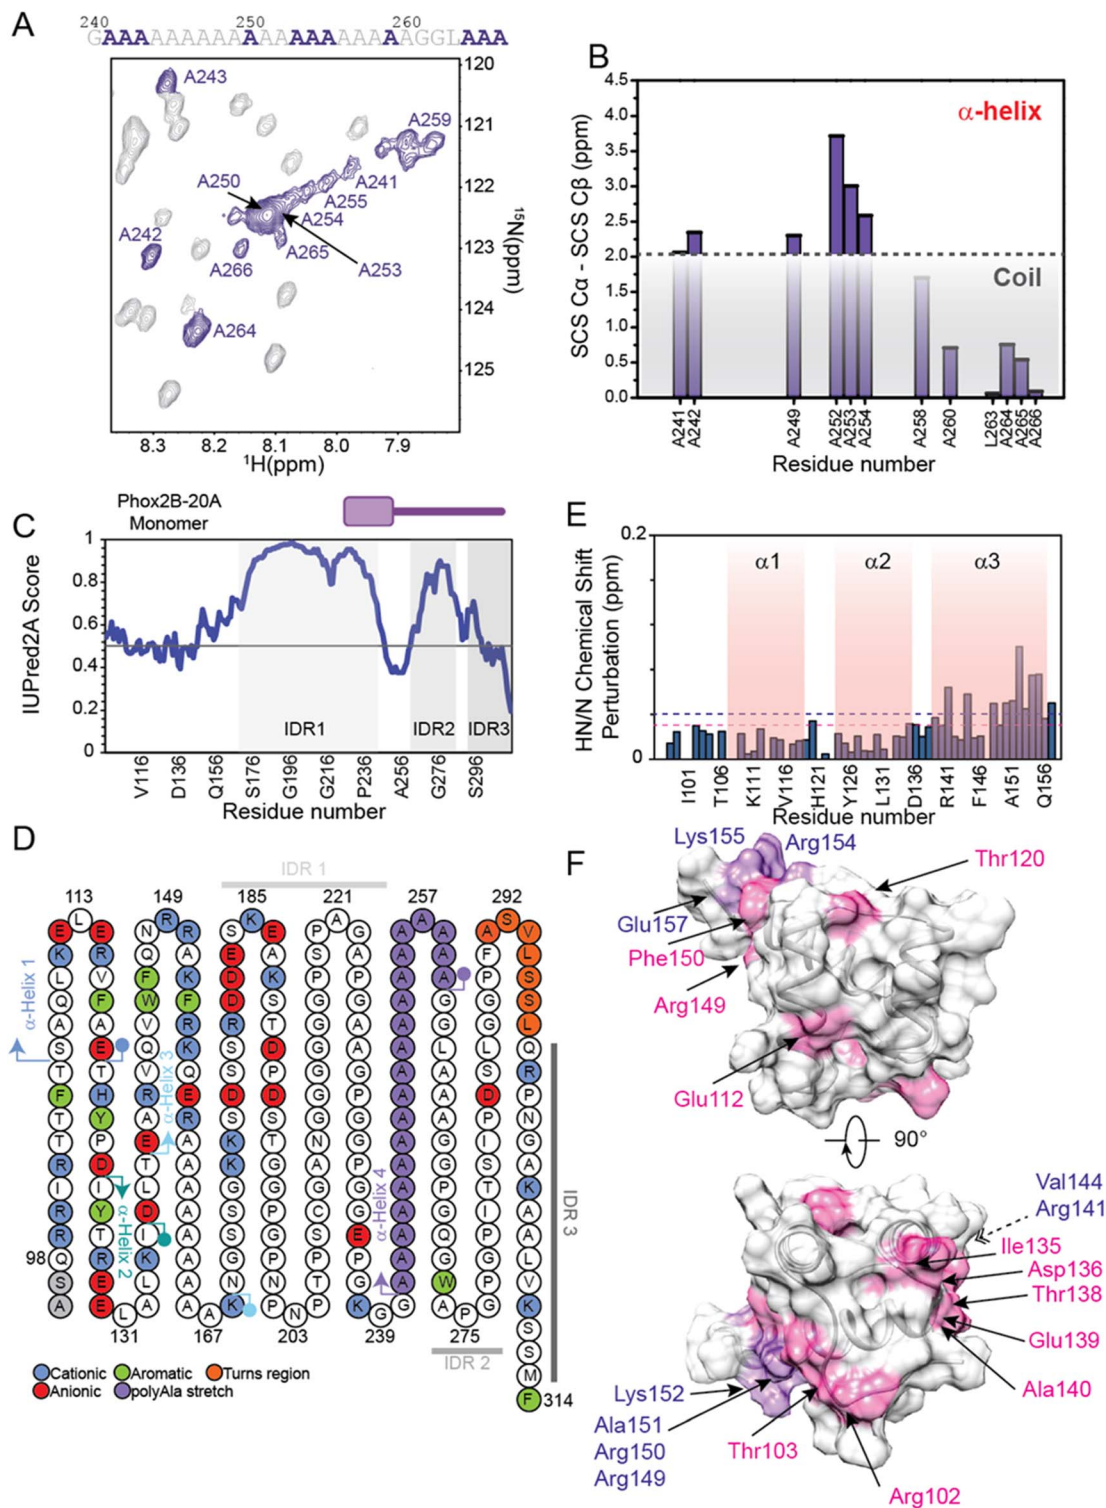 A
240 250 260
GAAAAAAAAAAAAAAAAAAAAGGLAAA
A243
A259
A250
A241
A255
A254
A242
A265
A266
A253
A264
120
121
122
123
124
125
¹⁵N(ppm)
8.3 8.2 8.1 8.0 7.9
¹H(ppm)
B
α-helix
Coil
SCS Cα - SCS Cβ (ppm)
4.5
4.0
3.5
3.0
2.5
2.0
1.5
1.0
0.5
0.0
A241 A242 A249 A252 A253 A254 A258 A260 L263 A264 A265 A266
Residue number
C
Phox2B-20A
Monomer
IUPred2A Score
1
0.8
0.6
0.4
0.2
0
IDR1 IDR2 IDR3
V116 D136 Q156 S176 G196 G216 P236 A256 G276 S296
Residue number
E
HN/N Chemical Shift
Perturbation (ppm)
0.2
0
α1 α2 α3
I101 T106 K111 V116 H121 Y126 L131 D136 R141 F146 A151 Q156
Residue number
D
IDR 1
113 149 185 221 257 292
98
131 167 203 239 275
314
α-Helix 1
α-Helix 2
α-Helix 3
α-Helix 4
IDR 2
IDR 3
Cationic Aromatic Turns region
Anionic polyAla stretch
F
Lys155
Arg154
Thr120
Glu157
Phe150
Arg149
Glu112
90°
Val144
Arg141
Ile135
Asp136
Thr138
Glu139
Ala140
Lys152
Ala151
Arg150
Arg149
Thr103
Arg102